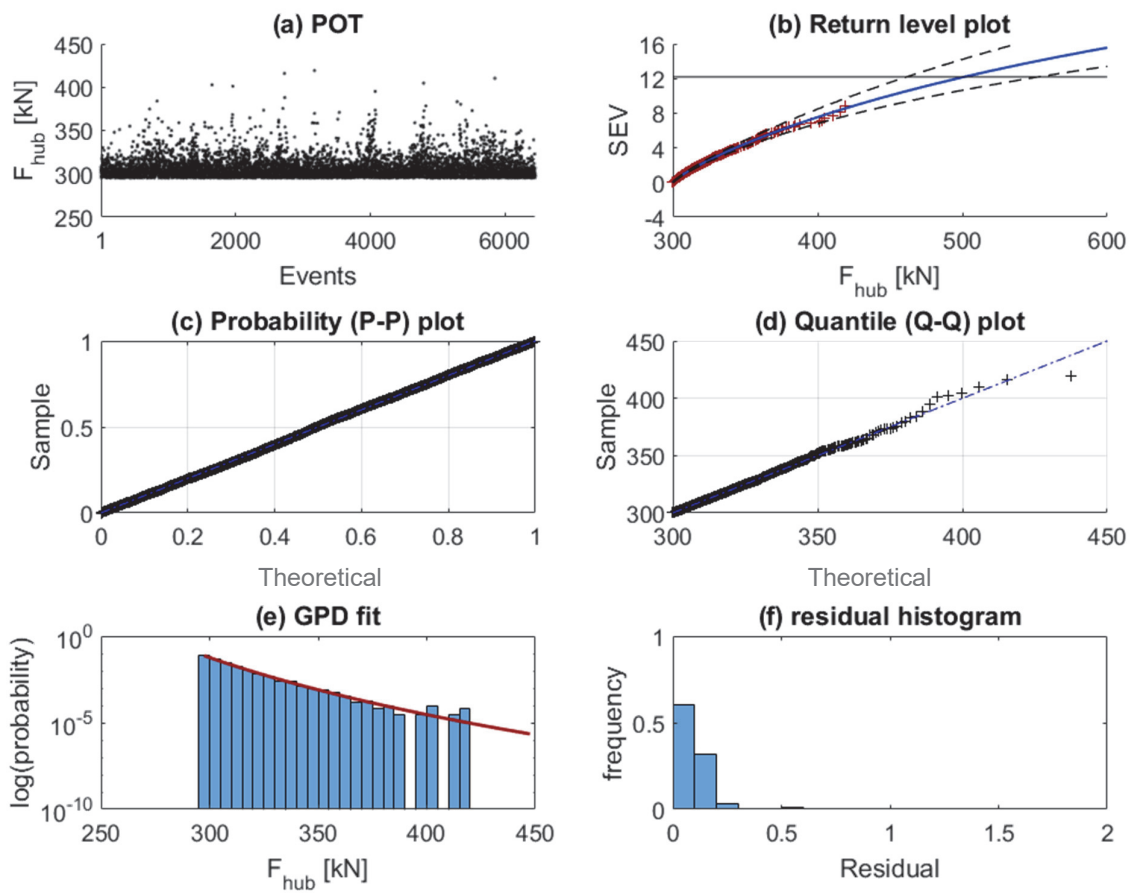 (a) POT
450
400
350
300
250
F_hub [kN]
1 2000 4000 6000
Events
(b) Return level plot
16
12
8
4
0
-4
SEV
300 400 500 600
F_hub [kN]
(c) Probability (P-P) plot
1
0.5
0
Sample
0 0.2 0.4 0.6 0.8 1
Theoretical
(d) Quantile (Q-Q) plot
450
400
350
300
Sample
300 350 400 450
Theoretical
(e) GPD fit
10^0
10^-5
10^-10
log(probability)
250 300 350 400 450
F_hub [kN]
(f) residual histogram
1
0.5
0
frequency
0 0.5 1 1.5 2
Residual